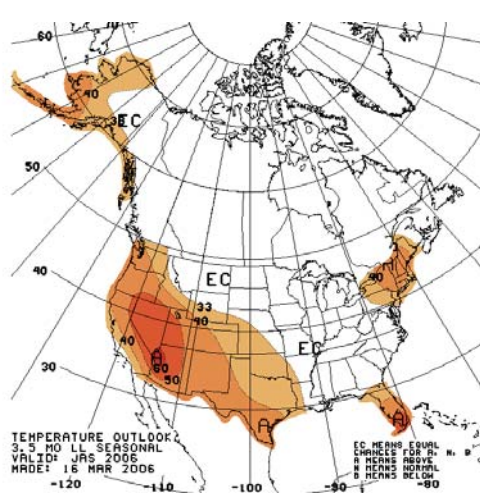 60
40
EC
50
EC
40
33
40
40
EC
40
A
60
50
30
A
A
TEMPERATURE OUTLOOK
3.5 MO LL SEASONAL
VALID: JAS 2006
MADE: 16 MAR 2006
EC MEANS EQUAL
CHANCES FOR A, N, B
A MEANS ABOVE
N MEANS NORMAL
B MEANS BELOW
-120
-110
-100
-90
-80